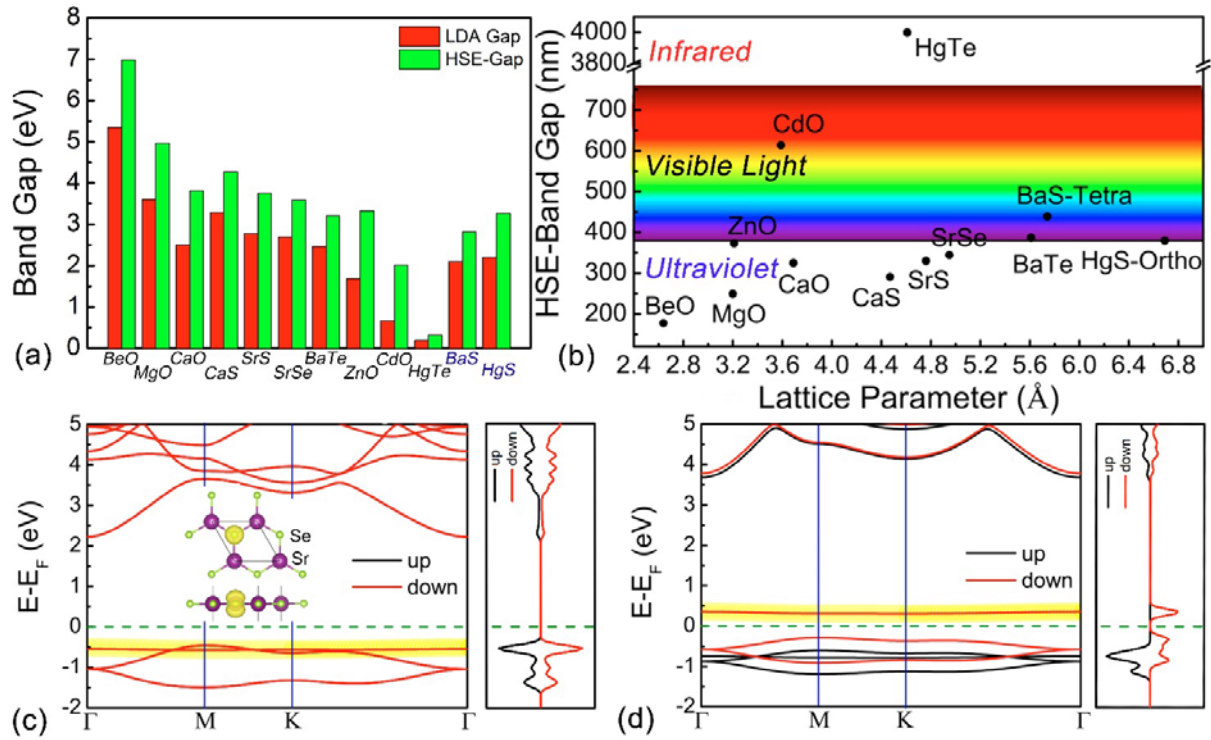 8
7
6
5
4
3
2
1
0
Band Gap (eV)
LDA Gap
HSE-Gap
BeO
MgO
CaO
CaS
SrS
SrSe
BaTe
ZnO
CdO
HgTe
BaS
HgS
(a)
4000
3800
700
600
500
400
300
200
HSE-Band Gap (nm)
Infrared
HgTe
CdO
Visible Light
BaS-Tetra
ZnO
SrSe
Ultraviolet
CaO
SrS
BaTe
HgS-Ortho
CaS
BeO
MgO
(b)
2.4 2.8 3.2 3.6 4.0 4.4 4.8 5.2 5.6 6.0 6.4 6.8
Lattice Parameter (Å)
5
4
3
2
1
0
-1
-2
E-E_F (eV)
Se
Sr
up
down
Γ M K Γ
up
down
(c)
5
4
3
2
1
0
-1
-2
E-E_F (eV)
up
down
Γ M K Γ
up
down
(d)